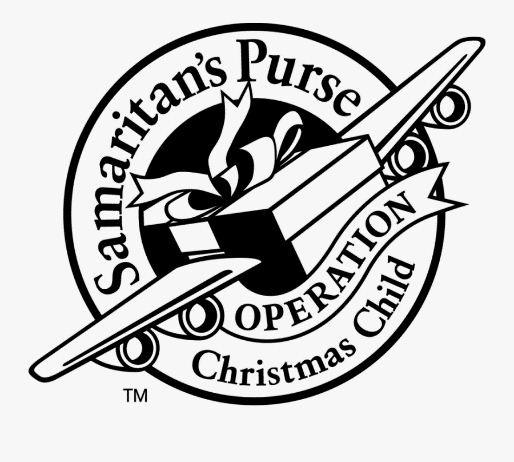 Samaritan's Purse
OPERATION
Christmas Child
TM